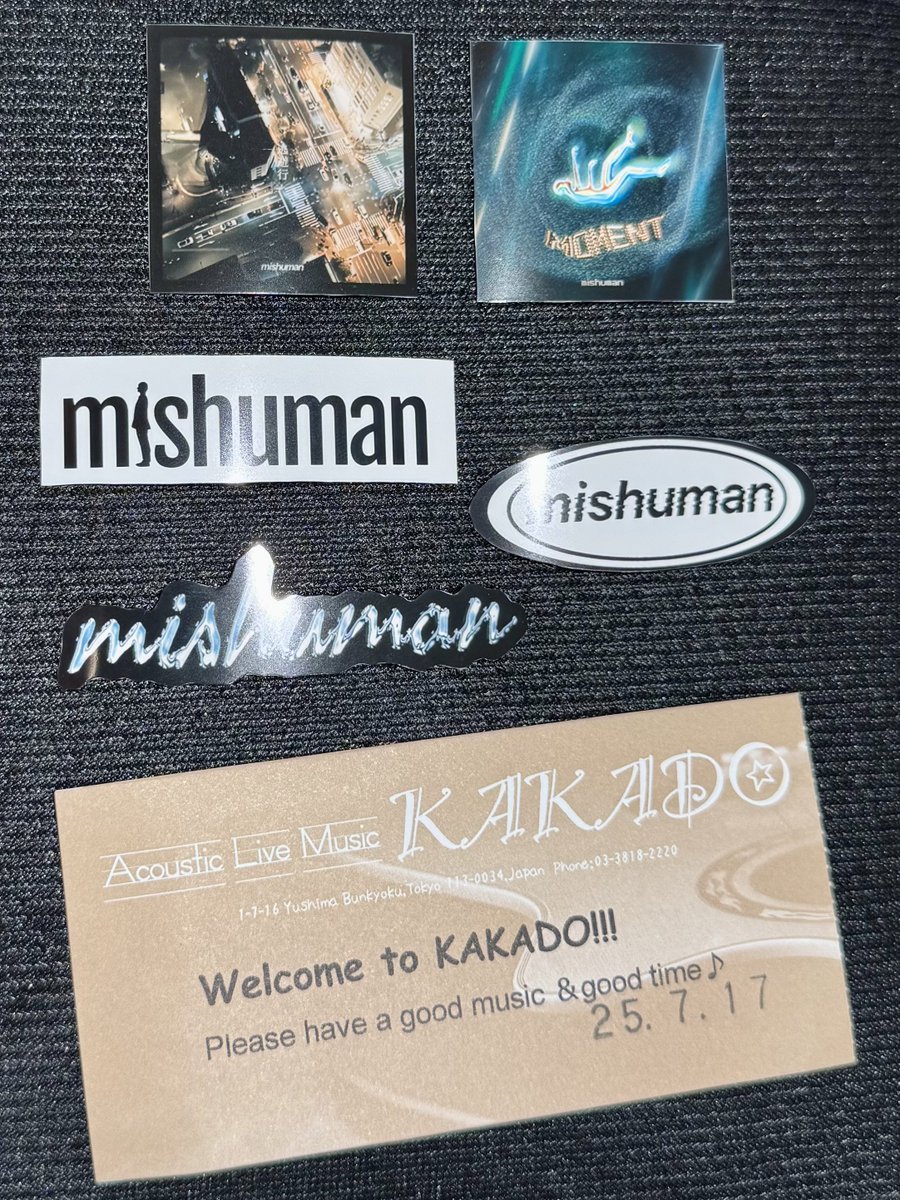 行
mishuman
MOMENT
mishuman
mishuman
mishuman
mishuman
Acoustic Live Music KAKADO
1-7-16 Yushima Bunkyoku,Tokyo 113-0034,Japan Phone:03-3818-2220
Welcome to KAKADO!!!
Please have a good music & good time♪
25.7.17